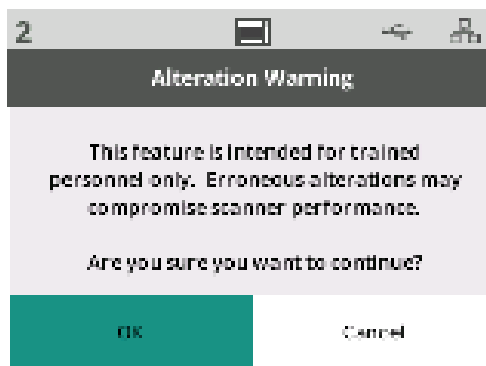 2
Alteration Warning
This feature is intended for trained
personnel only. Erroneous alterations may
compromise scanner performance.
Are you sure you want to continue?
OK
Cancel